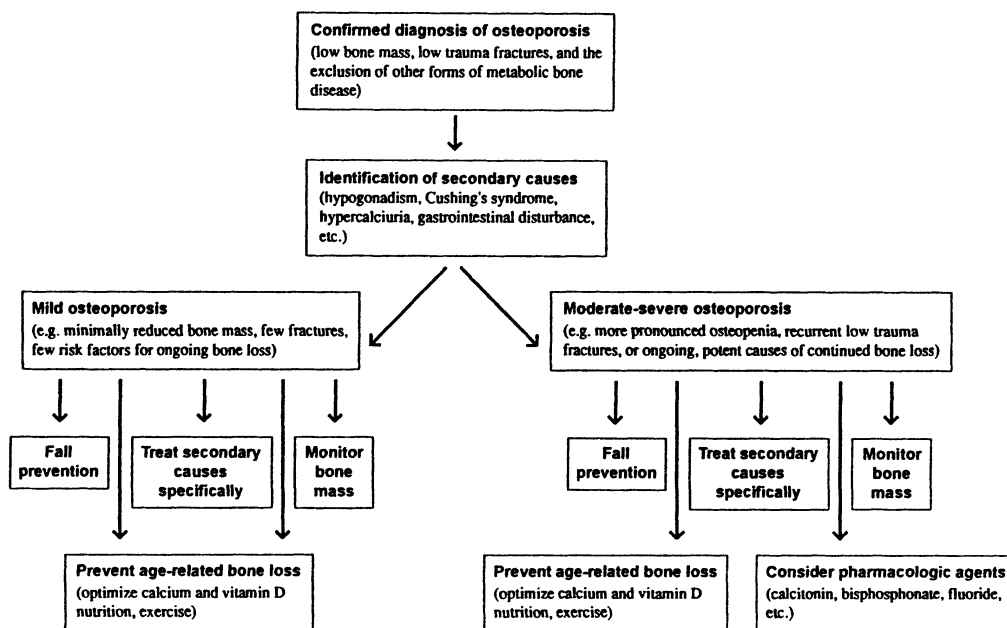 Confirmed diagnosis of osteoporosis
(low bone mass, low trauma fractures, and the
exclusion of other forms of metabolic bone
disease)
Identification of secondary causes
(hypogonadism, Cushing's syndrome,
hypercalciuria, gastrointestinal disturbance,
etc.)
Mild osteoporosis
(e.g. minimally reduced bone mass, few fractures,
few risk factors for ongoing bone loss)
Moderate-severe osteoporosis
(e.g. more pronounced osteopenia, recurrent low trauma
fractures, or ongoing, potent causes of continued bone loss)
Fall
prevention
Treat secondary
causes
specifically
Monitor
bone
mass
Fall
prevention
Treat secondary
causes
specifically
Monitor
bone
mass
Prevent age-related bone loss
(optimize calcium and vitamin D
nutrition, exercise)
Prevent age-related bone loss
(optimize calcium and vitamin D
nutrition, exercise)
Consider pharmacologic agents
(calcitonin, bisphosphonate, fluoride,
etc.)